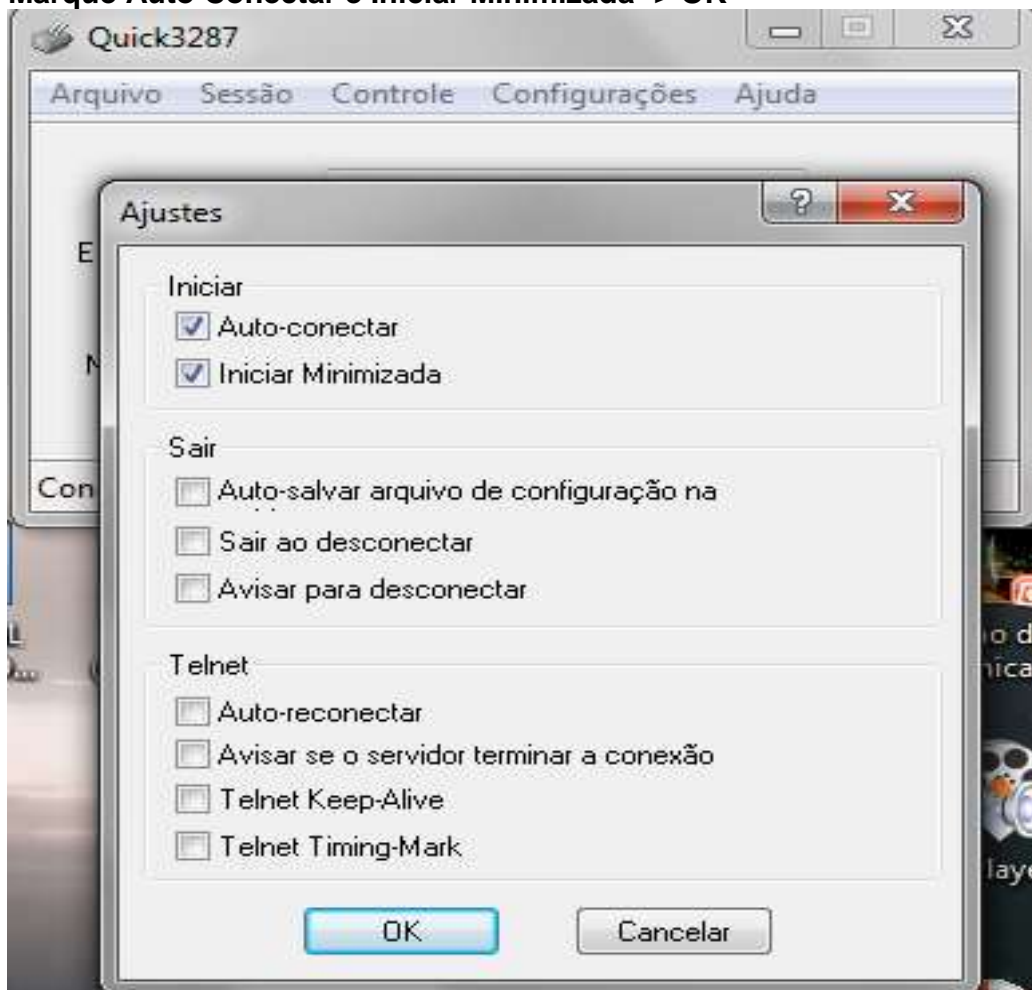 Marque Auto-Conectar e Iniciar Minimizada -> OK
Quick3287
Arquivo Sessão Controle Configurações Ajuda
Ajustes
E
Iniciar
Auto-conectar
N
Iniciar Minimizada
Sair
Con
Auto-salvar arquivo de configuração na
Sair ao desconectar
Avisar para desconectar
Telnet
Auto-reconectar
Avisar se o servidor terminar a conexão
Telnet Keep-Alive
Telnet Timing-Mark
OK Cancelar